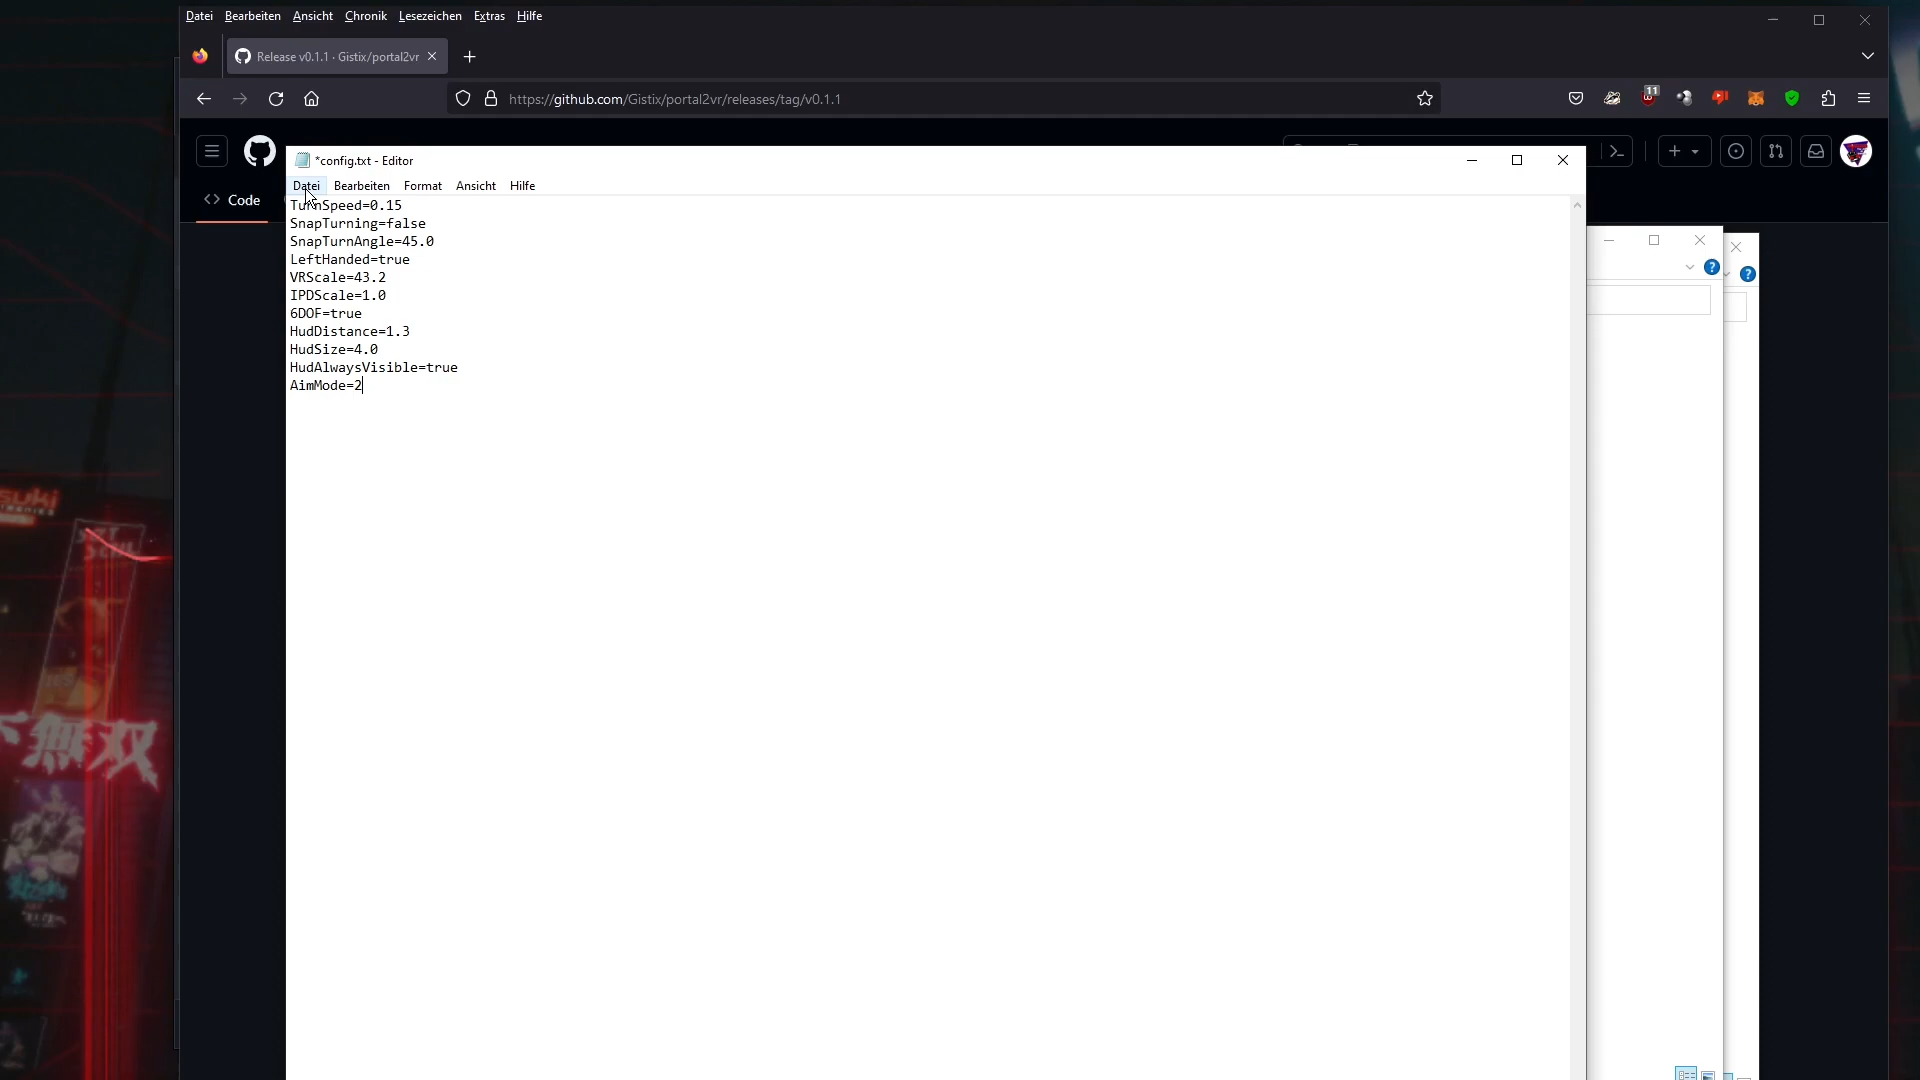 Datei Bearbeiten Ansicht Chronik Lesezeichen Extras Hilfe
Release v0.1.1 · Gistix/portal2vr
https://github.com/Gistix/portal2vr/releases/tag/v0.1.1
11
*config.txt - Editor
Datei Bearbeiten Format Ansicht Hilfe
Code
TurnSpeed=0.15
SnapTurning=false
SnapTurnAngle=45.0
LeftHanded=true
VRScale=43.2
IPDScale=1.0
6DOF=true
HudDistance=1.3
HudSize=4.0
HudAlwaysVisible=true
AimMode=2
無双